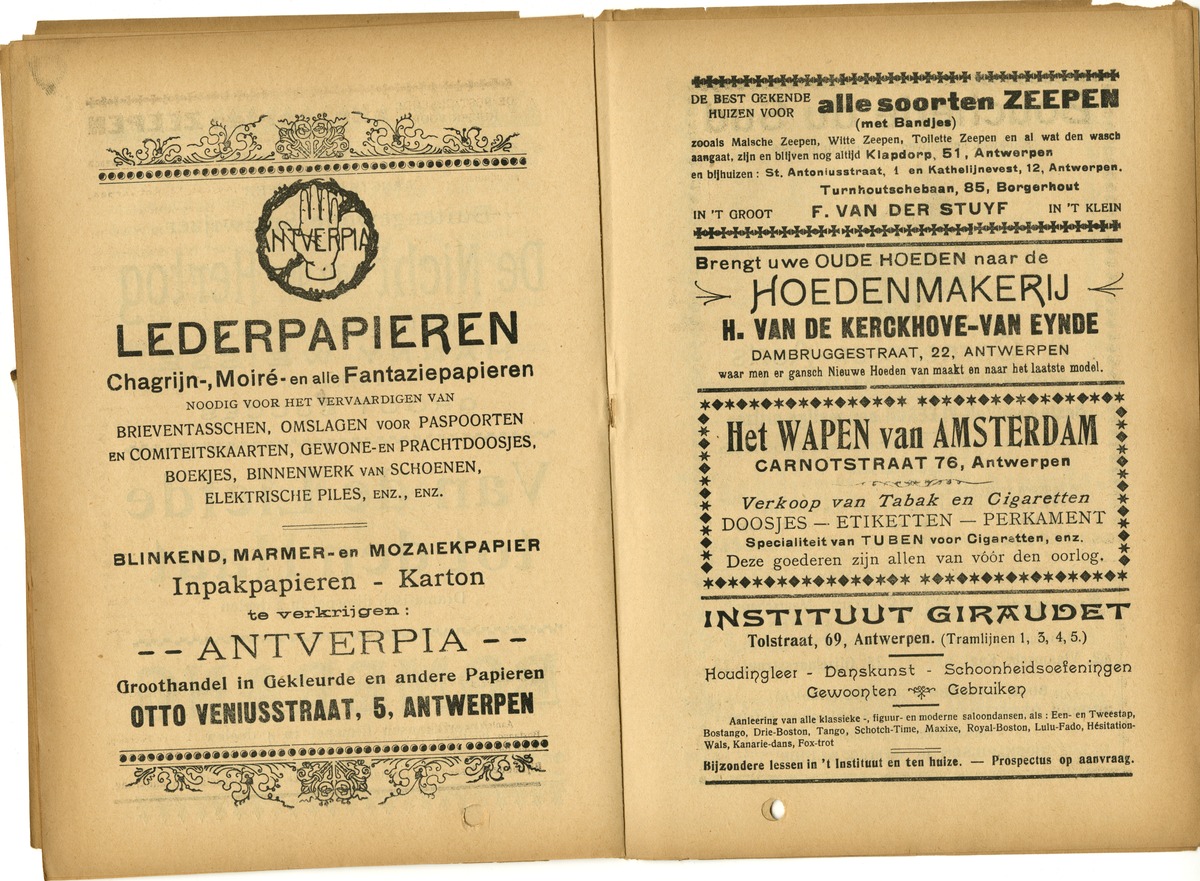 ANTVERPIA
LEDERPAPIEREN
Chagrijn-, Moiré- en alle Fantaziepapieren
NOODIG VOOR HET VERVAARDIGEN VAN
BRIEVENTASSCHEN, OMSLAGEN VOOR PASPOORTEN
EN COMITEITSKAARTEN, GEWONE- EN PRACHTDOOSJES,
BOEKJES, BINNENWERK VAN SCHOENEN,
ELEKTRISCHE PILES, ENZ., ENZ.
BLINKEND, MARMER- en MOZAIEKPAPIER
Inpakpapieren - Karton
te verkrijgen :
-- ANTVERPIA --
Groothandel in Gekleurde en andere Papieren
OTTO VENIUSSTRAAT, 5, ANTWERPEN
DE BEST GEKENDE HUIZEN VOOR alle soorten ZEEPEN
(met Bandjes)
zooals Malsche Zeepen, Witte Zeepen, Toilette Zeepen en al wat den wasch
aangaat, zijn en blijven nog altijd Klapdorp, 51, Antwerpen
en bijhuizen : St. Antoniusstraat, 1 en Kathelijnevest, 12, Antwerpen.
Turnhoutschebaan, 85, Borgerhout
IN 'T GROOT F. VAN DER STUYF IN 'T KLEIN
Brengt uwe OUDE HOEDEN naar de
HOEDENMAKERIJ
H. VAN DE KERCKHOVE-VAN EYNDE
DAMBRUGGESTRAAT, 22, ANTWERPEN
waar men er gansch Nieuwe Hoeden van maakt en naar het laatste model.
Het WAPEN van AMSTERDAM
CARNOTSTRAAT 76, Antwerpen
Verkoop van Tabak en Cigaretten
DOOSJES — ETIKETTEN — PERKAMENT
Specialiteit van TUBEN voor Cigaretten, enz.
Deze goederen zijn allen van vóór den oorlog.
INSTITUUT GIRAUDET
Tolstraat, 69, Antwerpen. (Tramlijnen 1, 3, 4, 5.)
Houdingleer - Danskunst - Schoonheidsoefeningen
Gewoonten Gebruiken
Aanleering van alle klassieke -, figuur- en moderne saloondansen, als : Een- en Tweestap,
Bostango, Drie-Boston, Tango, Schotch-Time, Maxixe, Royal-Boston, Lulu-Fado, Hésitation-
Wals, Kanarie-dans, Fox-trot
Bijzondere lessen in 't Instituut en ten huize. — Prospectus op aanvraag.